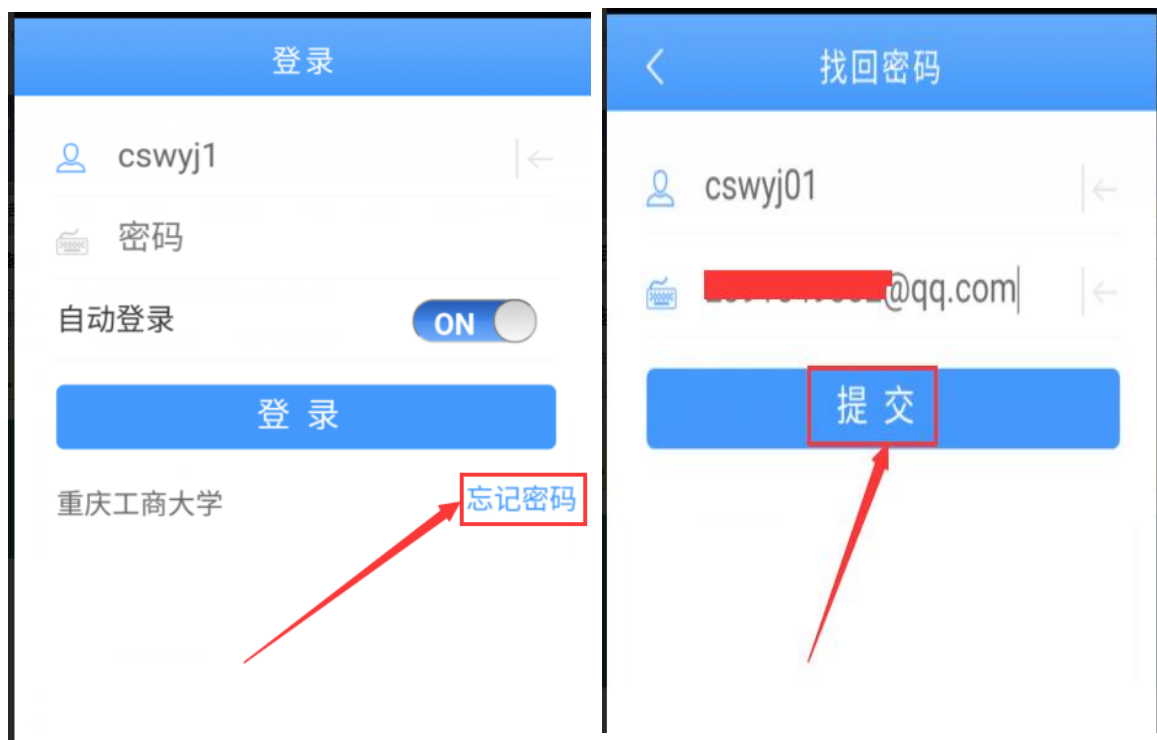 登录
cswyj1
密码
自动登录
ON
登 录
重庆工商大学
忘记密码
找回密码
cswyj01
@qq.com
提 交